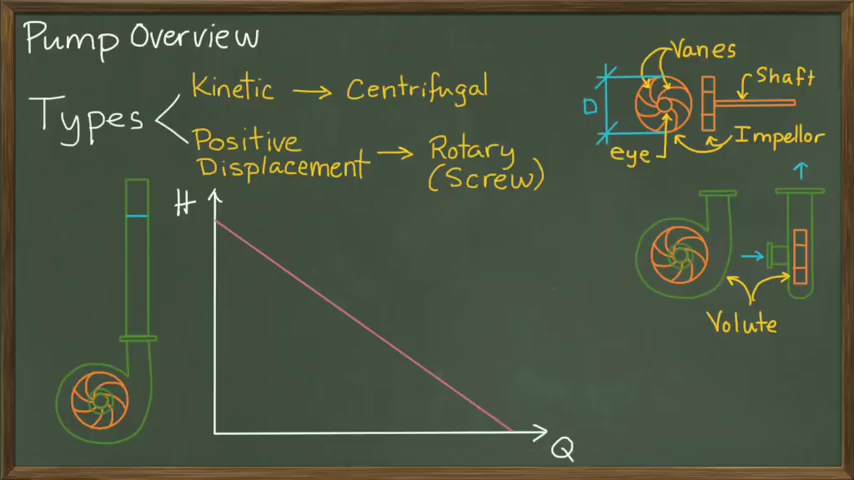 Pump Overview
Types
Kinetic → Centrifugal
Positive
Displacement → Rotary
(Screw)
Vanes
Shaft
D
Impellor
eye
Volute
H
Q